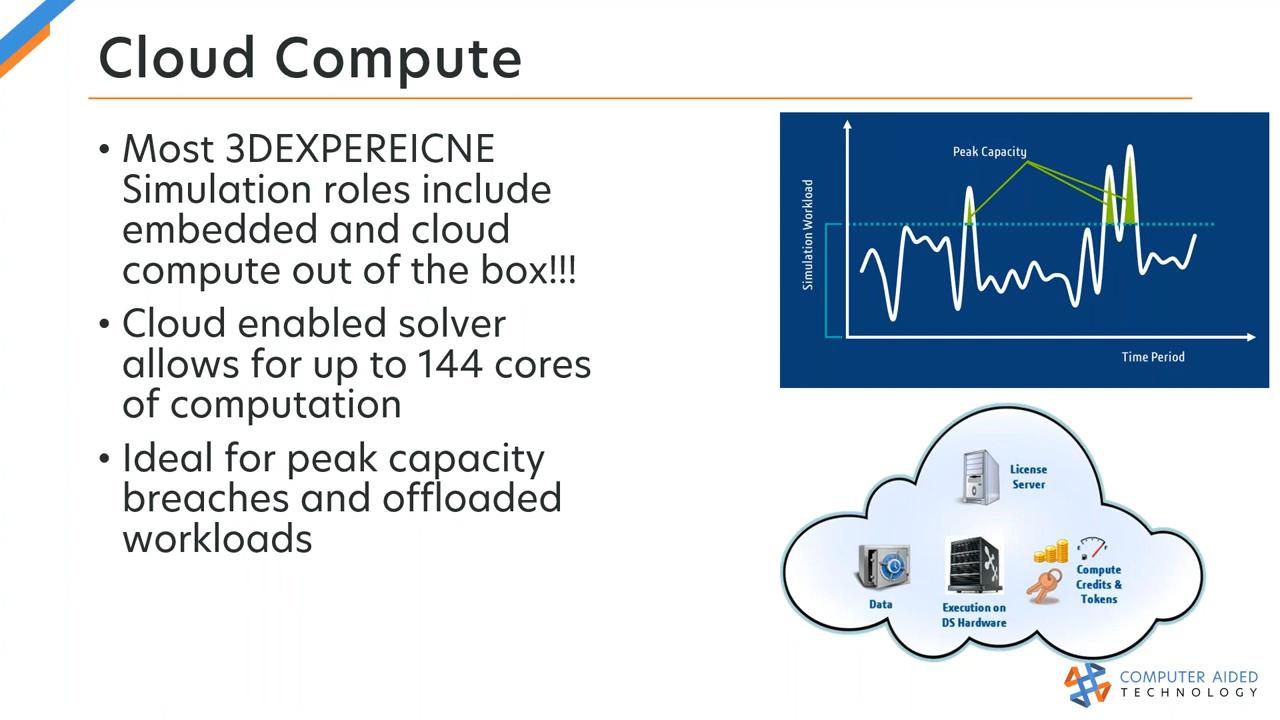 Cloud Compute
• Most 3DEXPEREICNE
Simulation roles include
embedded and cloud
compute out of the box!!!
• Cloud enabled solver
allows for up to 144 cores
of computation
• Ideal for peak capacity
breaches and offloaded
workloads
Peak Capacity
Simulation Workload
Time Period
License
Server
Data
Execution on
DS Hardware
E F
Compute
Credits &
Tokens
COMPUTER AIDED
TECHNOLOGY